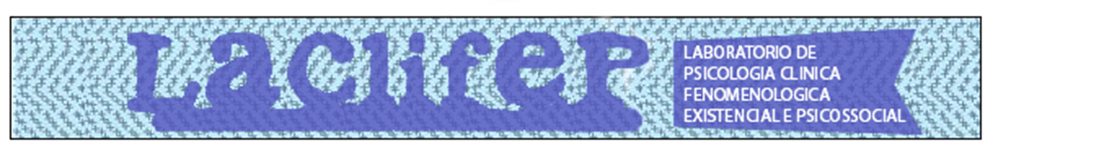 LaClifeP
LABORATORIO DE
PSICOLOGIA CLINICA
FENOMENOLOGICA
EXISTENCIAL E PSICOSSOCIAL